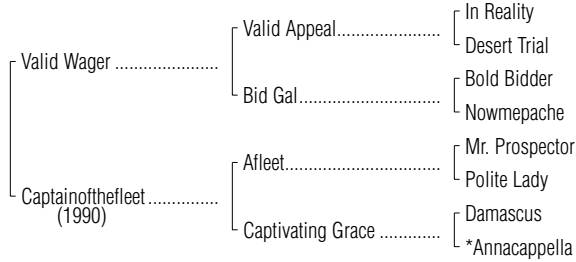 In Reality
Valid Appeal
Desert Trial
Valid Wager
Bold Bidder
Bid Gal
Nowmepache
Mr. Prospector
Afleet
Polite Lady
Captainofthefleet
(1990)
Damascus
Captivating Grace
*Annacappella